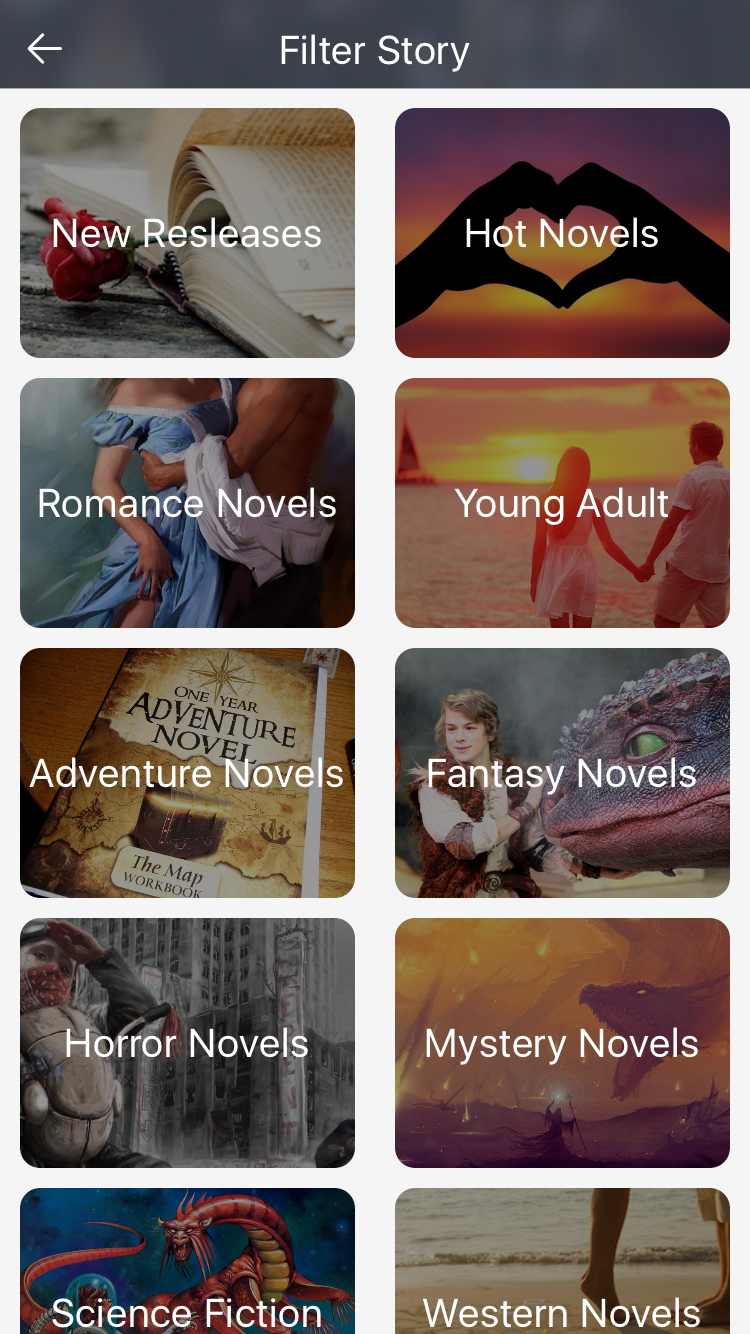 Filter Story
New Resleases
Hot Novels
Romance Novels
Young Adult
ONE YEAR
ADVENTURE
NOVEL
Adventure Novels
The Map
WORKBOOK
Fantasy Novels
Horror Novels
Mystery Novels
Science Fiction
Western Novels